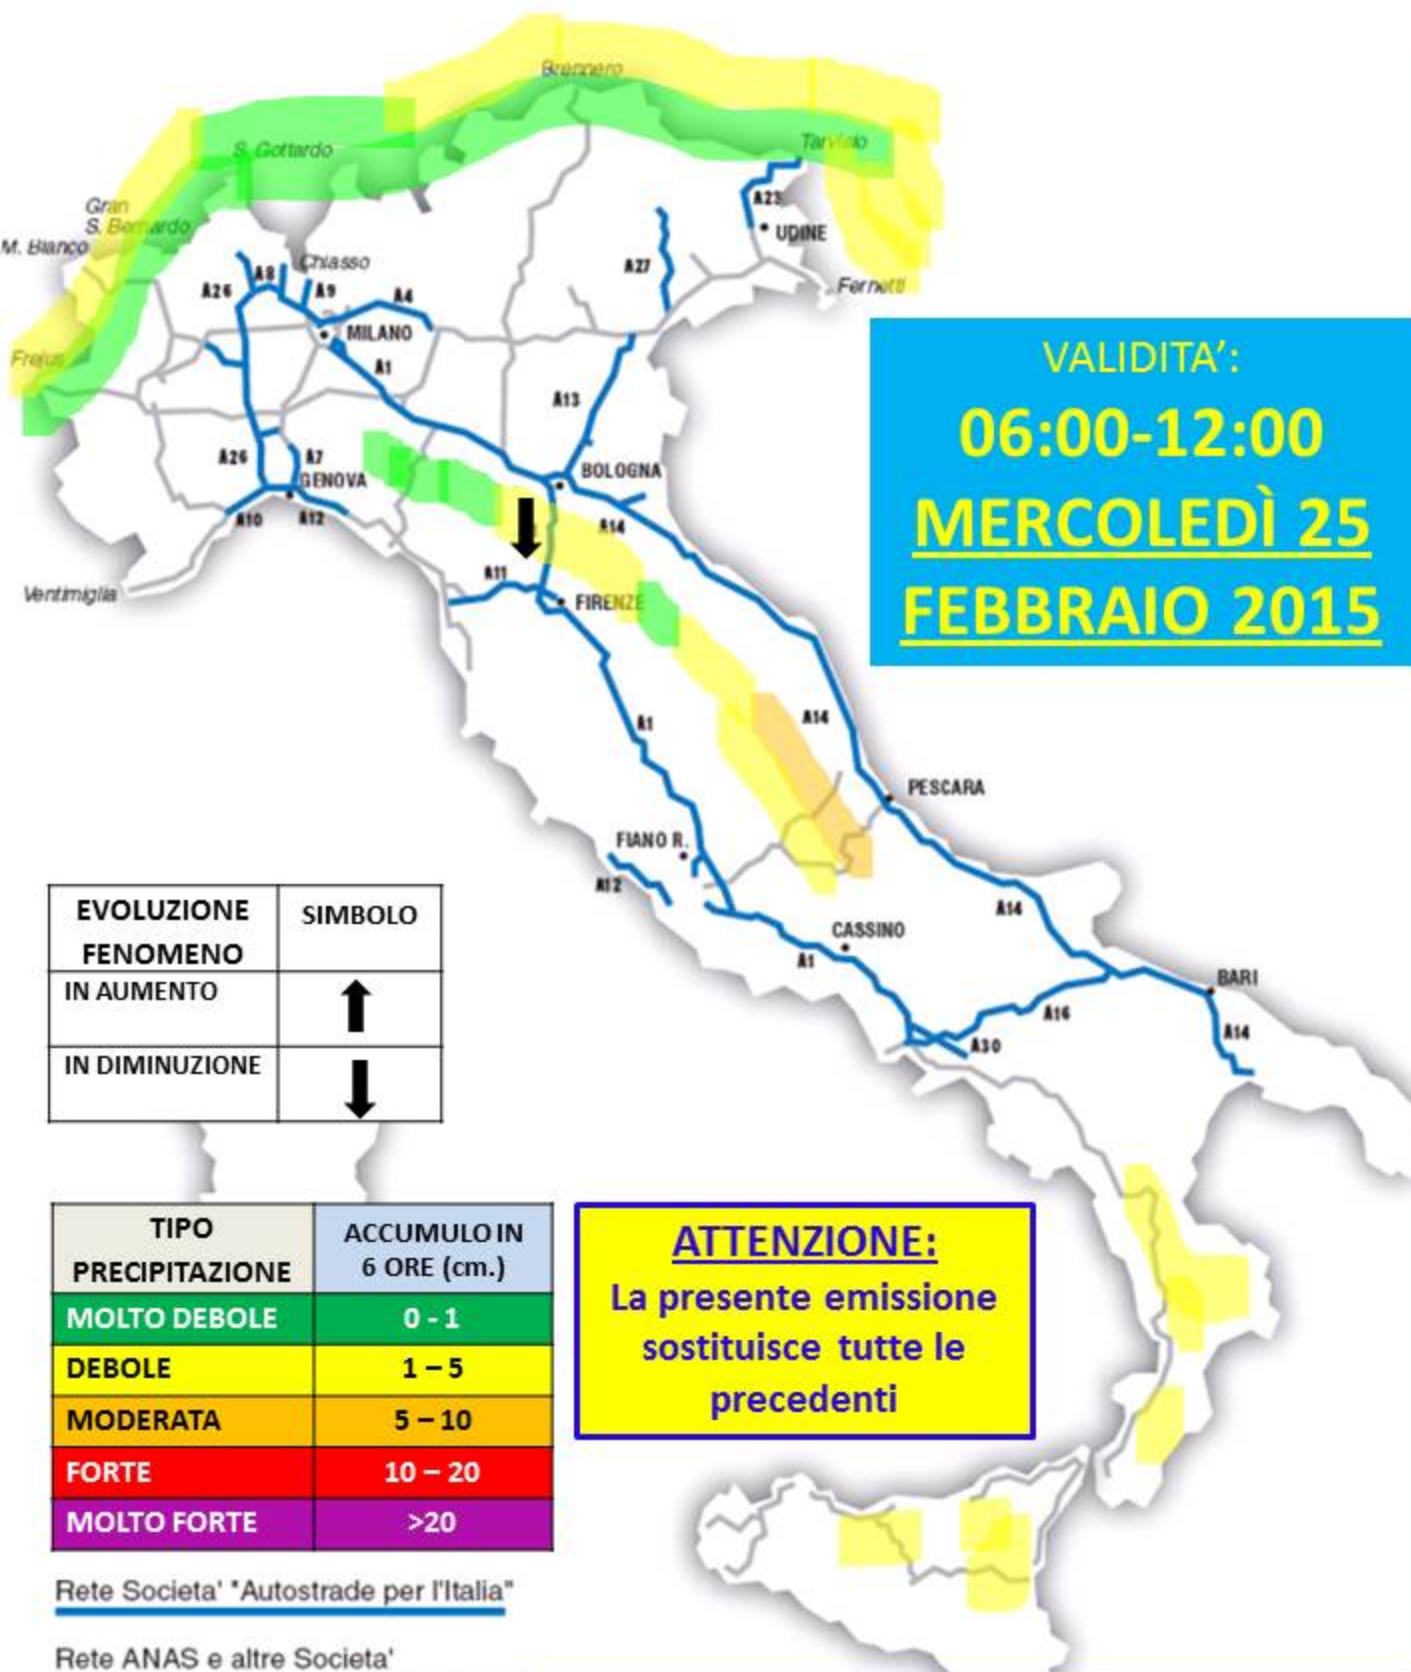 Brennero
S. Gottardo
Tarvisio
Gran
S. Bernardo
M. Bianco
A23
UDINE
Chiasso
A8
A27
A26
A9
A4
Fernetti
MILANO
Frejus
A1
VALIDITA':
06:00-12:00
MERCOLEDÌ 25
FEBBRAIO 2015
A13
A26
A7
GENOVA
BOLOGNA
A10
A12
A14
A11
Ventimiglia
FIRENZE
A1
A14
PESCARA
FIANO R.
A12
A14
CASSINO
A1
BARI
A16
A14
A30
EVOLUZIONE
FENOMENO
SIMBOLO
IN AUMENTO
IN DIMINUZIONE
TIPO
PRECIPITAZIONE
ACCUMULO IN
6 ORE (cm.)
MOLTO DEBOLE
0 - 1
DEBOLE
1 – 5
MODERATA
5 – 10
FORTE
10 – 20
MOLTO FORTE
>20
ATTENZIONE:
La presente emissione
sostituisce tutte le
precedenti
Rete Societa' "Autostrade per l'Italia"
Rete ANAS e altre Societa'